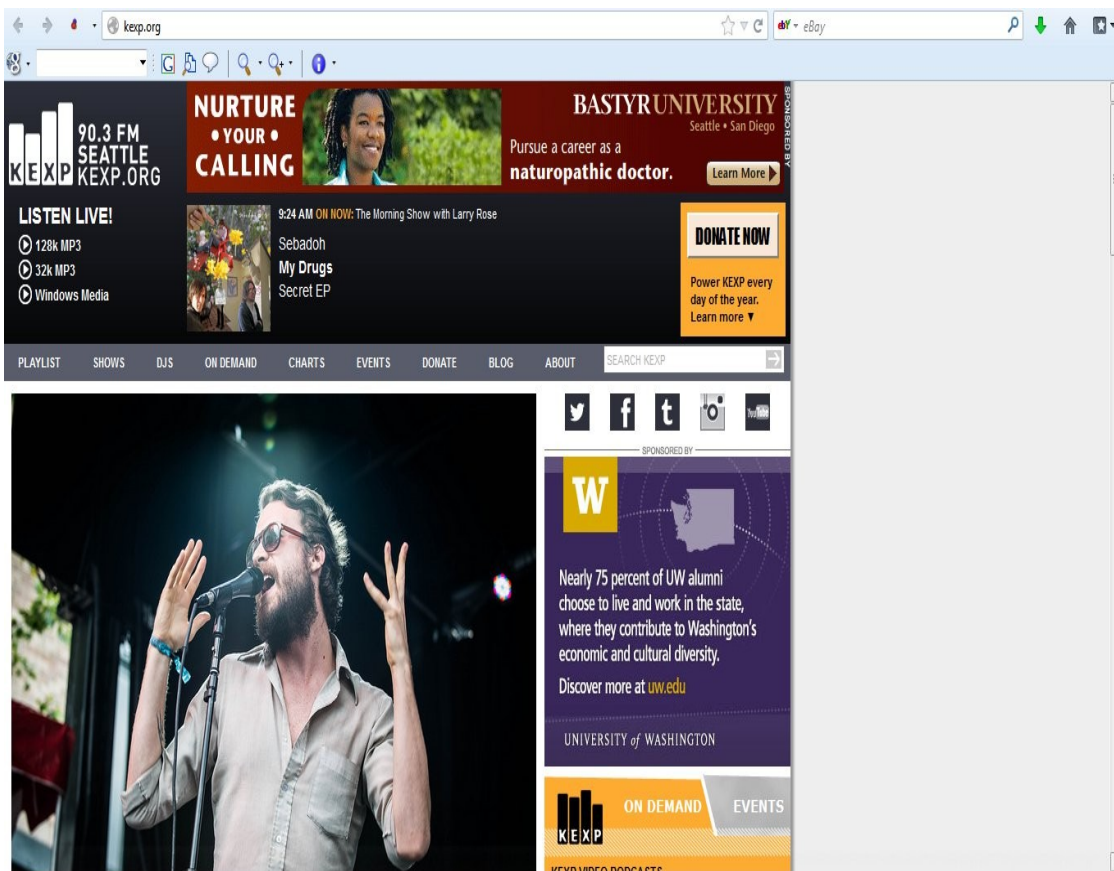 kexp.org
ebY
eBay
G
KEXP
90.3 FM
SEATTLE
KEXP.ORG
NURTURE
• YOUR •
CALLING
BASTYR UNIVERSITY
Seattle • San Diego
Pursue a career as a
naturopathic doctor.
Learn More
SPONSORED BY
LISTEN LIVE!
128k MP3
32k MP3
Windows Media
9:24 AM ON NOW: The Morning Show with Larry Rose
Sebadoh
My Drugs
Secret EP
DONATE NOW
Power KEXP every
day of the year.
Learn more ▼
PLAYLIST SHOWS DJS ON DEMAND CHARTS EVENTS DONATE BLOG ABOUT SEARCH KEXP
f t YouTube
SPONSORED BY
W
Nearly 75 percent of UW alumni
choose to live and work in the state,
where they contribute to Washington's
economic and cultural diversity.
Discover more at uw.edu
UNIVERSITY of WASHINGTON
KEXP
ON DEMAND EVENTS
KEXP VIDEO PODCASTS